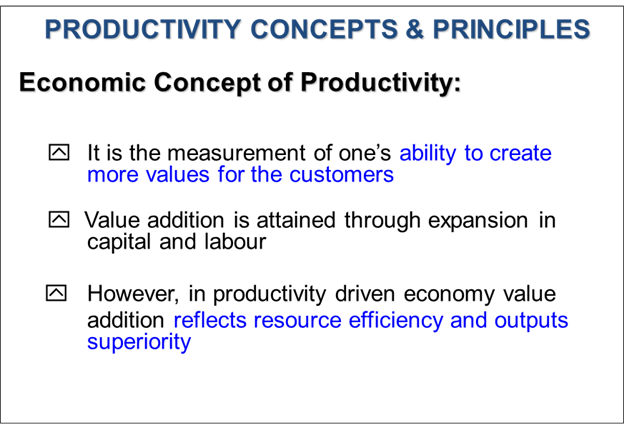 PRODUCTIVITY CONCEPTS & PRINCIPLES
Economic Concept of Productivity:
It is the measurement of one's ability to create
more values for the customers
Value addition is attained through expansion in
capital and labour
However, in productivity driven economy value
addition reflects resource efficiency and outputs
superiority